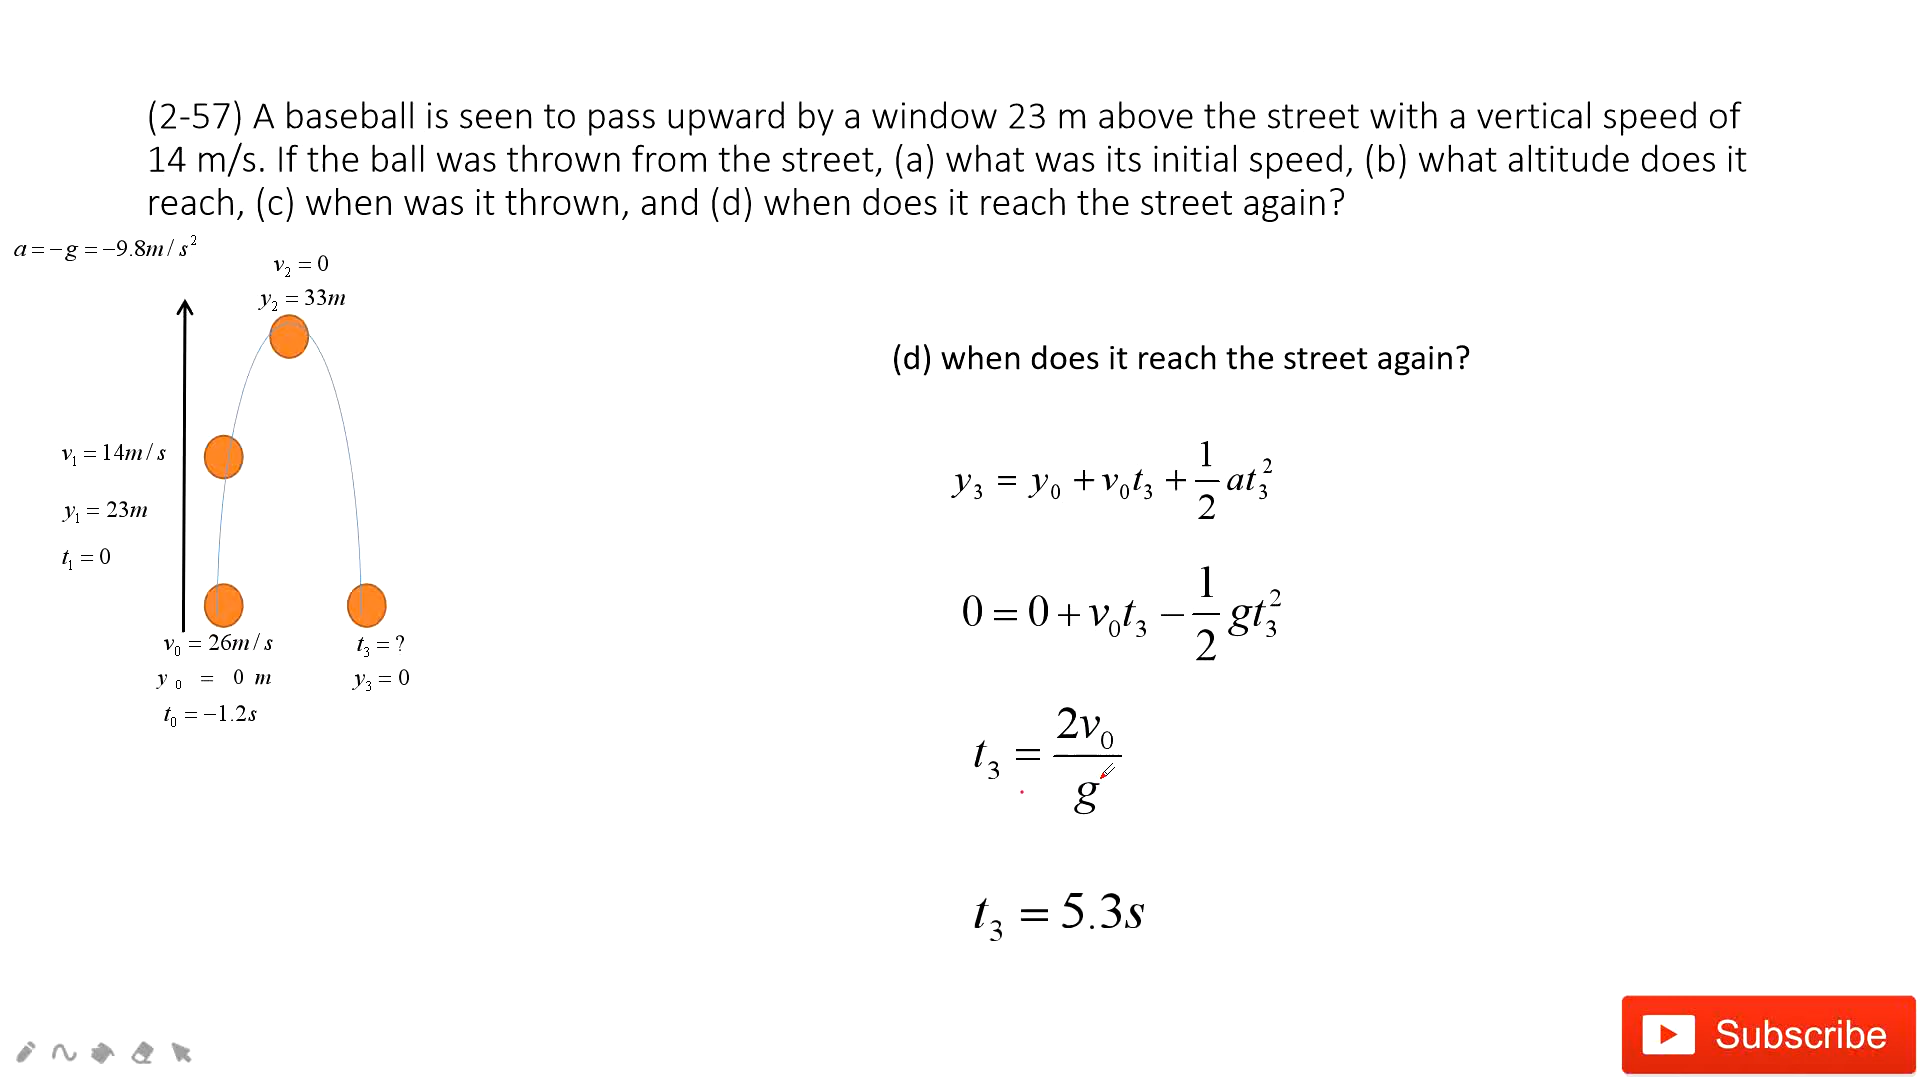 (2-57) A baseball is seen to pass upward by a window 23 m above the street with a vertical speed of
14 m/s. If the ball was thrown from the street, (a) what was its initial speed, (b) what altitude does it
reach, (c) when was it thrown, and (d) when does it reach the street again?
a = −g = −9.8m / s²
v₂ = 0
y₂ = 33m
v₁ = 14m / s
y₁ = 23m
t₁ = 0
v₀ = 26m / s
y₀ = 0 m
t₀ = −1.2s
t₃ = ?
y₃ = 0
(d) when does it reach the street again?
y₃ = y₀ + v₀t₃ + 1/2 at₃²
0 = 0 + v₀t₃ − 1/2 gt₃²
t₃ = 2v₀/g
t₃ = 5.3s
Subscribe